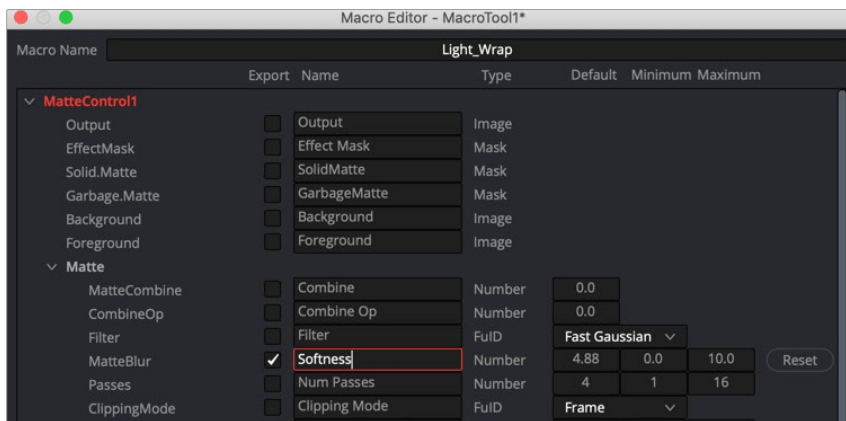 Macro Editor - MacroTool1*
Macro Name Light_Wrap
Export Name Type Default Minimum Maximum
MatteControl1
Output Output Image
EffectMask Effect Mask Mask
Solid.Matte SolidMatte Mask
Garbage.Matte GarbageMatte Mask
Background Background Image
Foreground Foreground Image
Matte
MatteCombine Combine Number 0.0
CombineOp Combine Op Number 0.0
Filter Filter FuID Fast Gaussian
MatteBlur Softness Number 4.88 0.0 10.0 Reset
Passes Num Passes Number 4 1 16
ClippingMode Clipping Mode FuID Frame